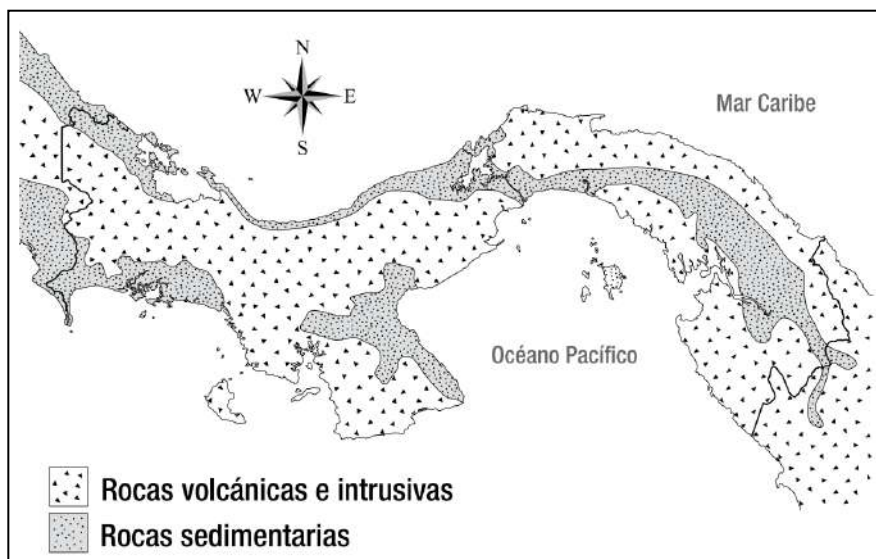 N
W E
S
Mar Caribe
Océano Pacífico
Rocas volcánicas e intrusivas
Rocas sedimentarias